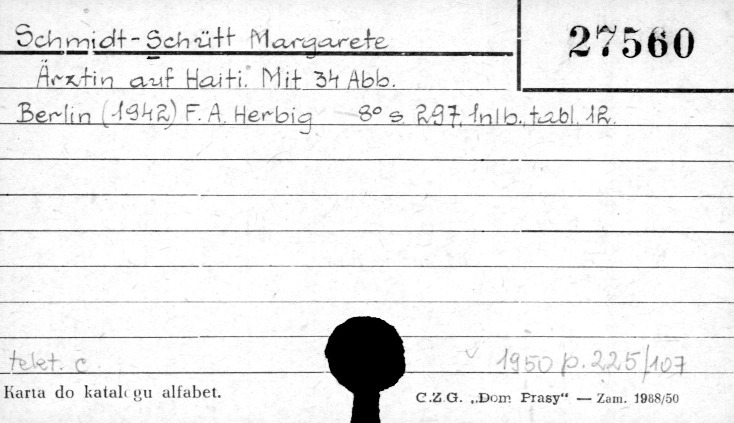 Schmidt-Schütt Margarete
27560
Ärztin auf Haiti. Mit 34 Abb.
Berlin (1942) F. A. Herbig 8° s. 297, 1nlb., tabl. 12.
telet. c.
1950 p. 225/107
Karta do katalogu alfabet.
C.Z.G. „Dom Prasy“ — Zam. 1988/50